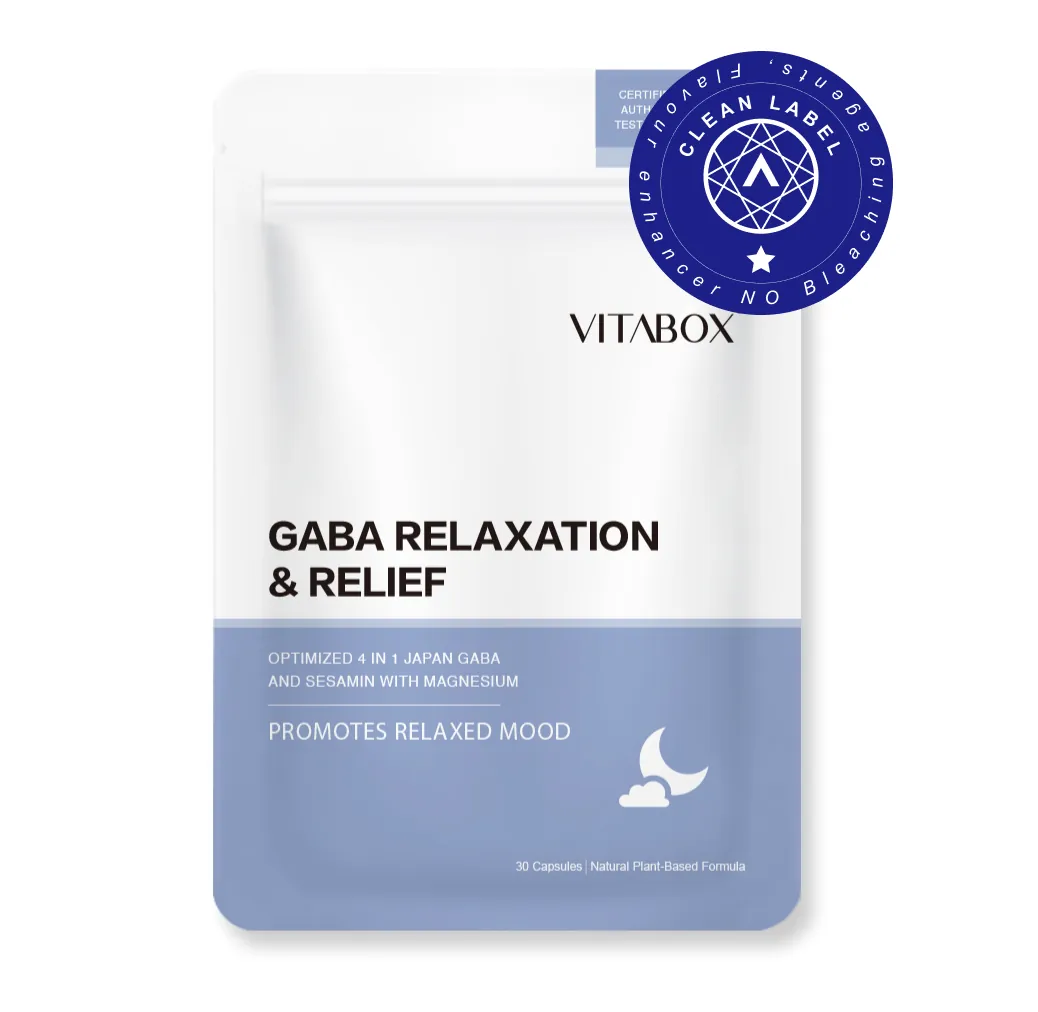 CLEAN LABEL
NO Bleaching agents, Flavour enhancer
VITABOX
GABA RELAXATION
& RELIEF
OPTIMIZED 4 IN 1 JAPAN GABA
AND SESAMIN WITH MAGNESIUM
PROMOTES RELAXED MOOD
30 Capsules | Natural Plant-Based Formula